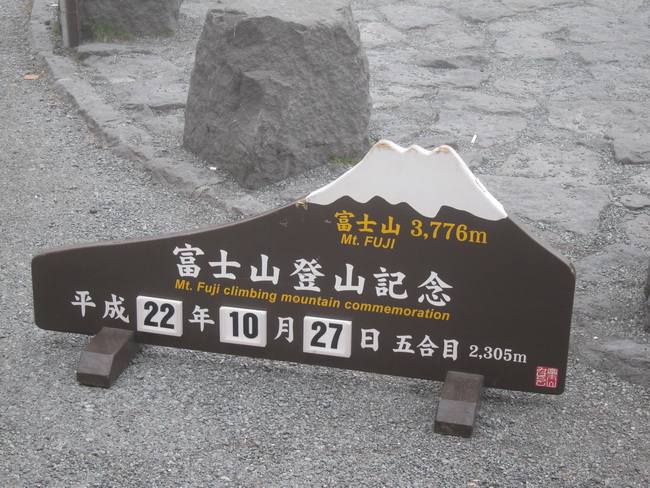 富士山 3,776m
Mt. FUJI
富士山登山記念
Mt. Fuji climbing mountain commemoration
平成 22 年 10 月 27 日 五合目 2,305m